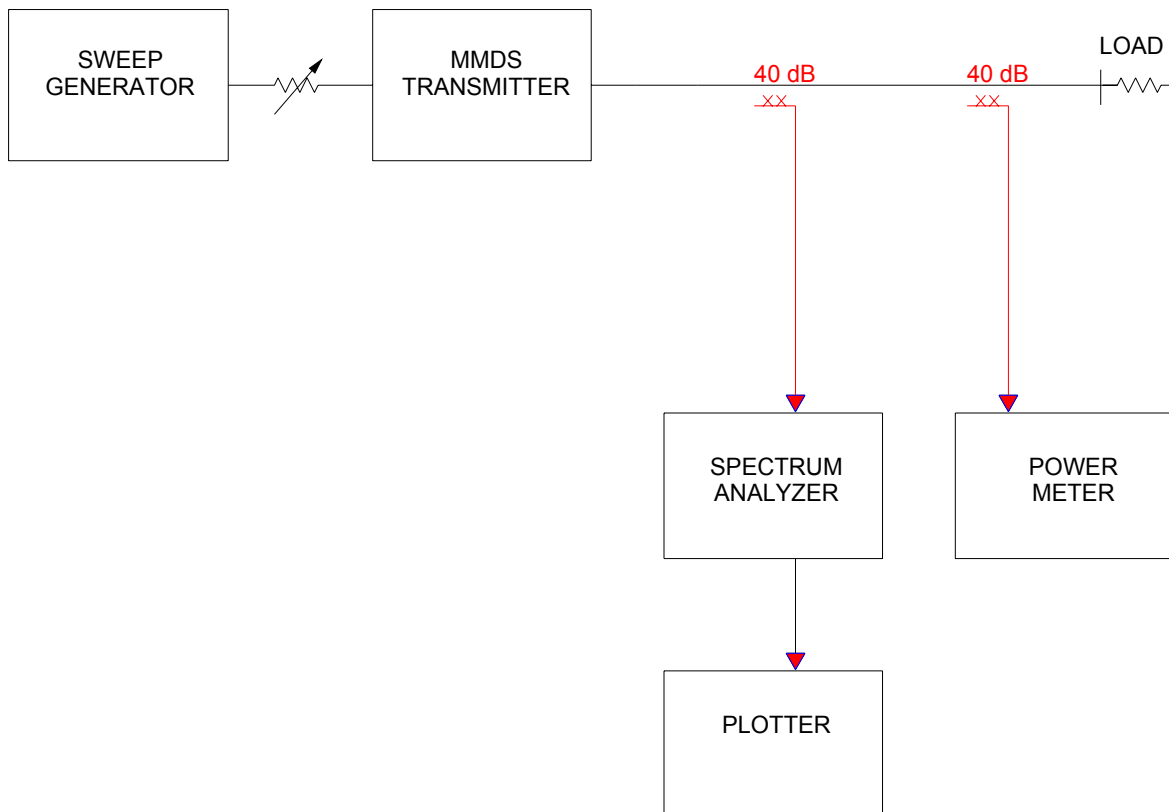 SWEEP
GENERATOR
MMDS
TRANSMITTER
40 dB
40 dB
LOAD
SPECTRUM
ANALYZER
POWER
METER
PLOTTER